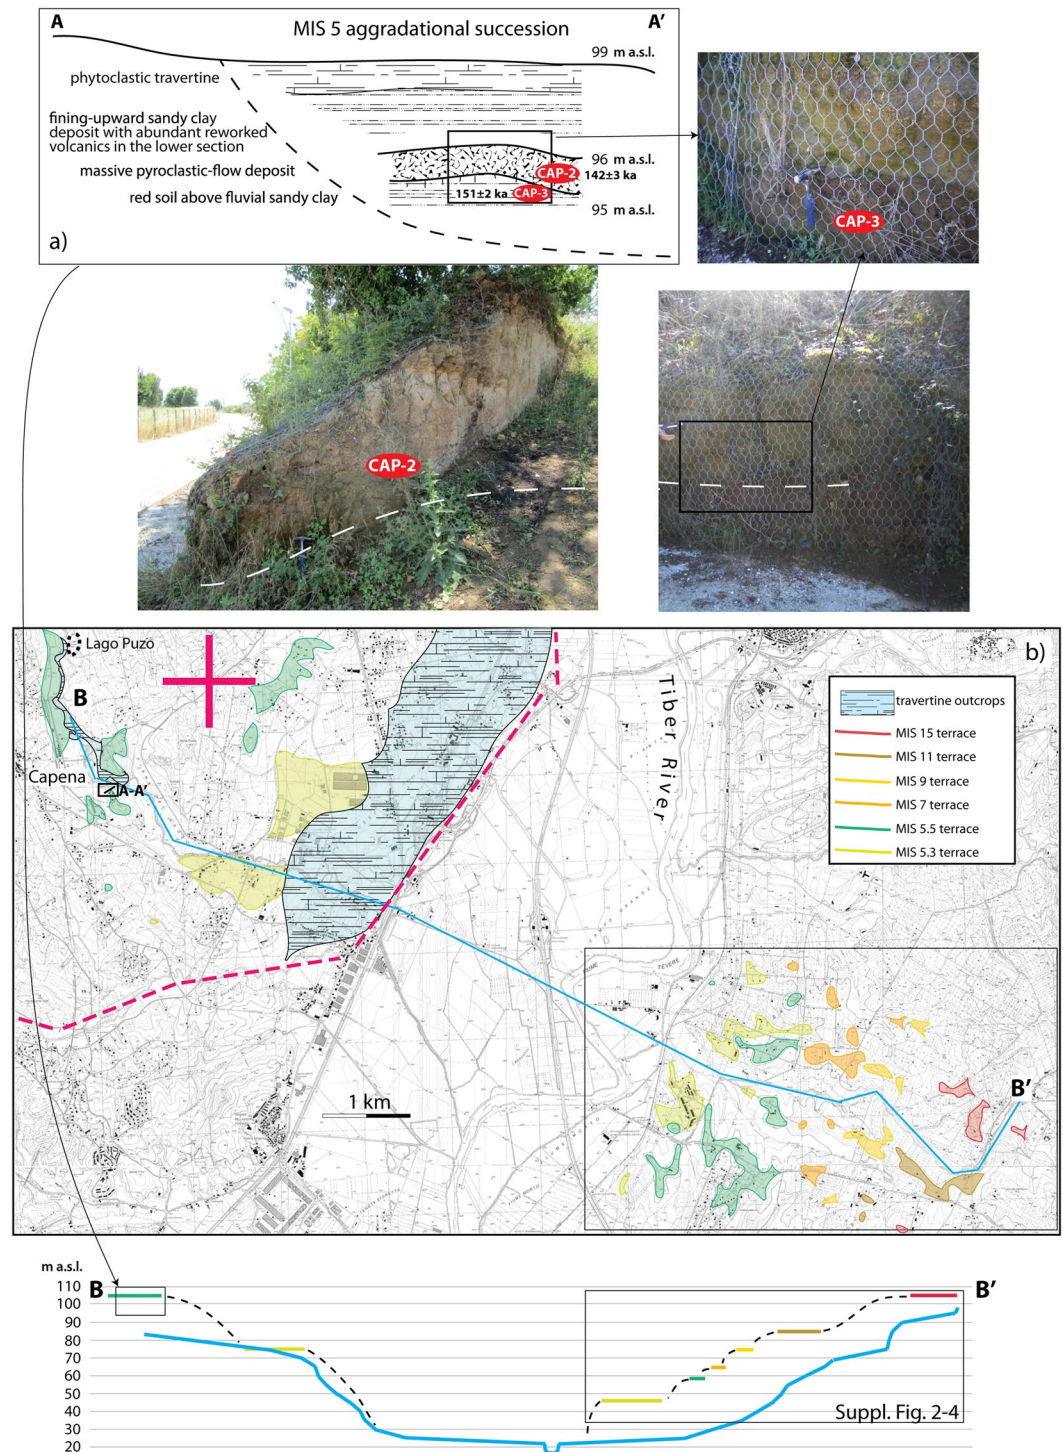 A
MIS 5 aggradational succession
A’
99 m a.s.l.
phytoclastic travertine
fining-upward sandy clay
deposit with abundant reworked
volcanics in the lower section
massive pyroclastic-flow deposit
red soil above fluvial sandy clay
96 m a.s.l.
CAP-2 142±3 ka
151±2 ka CAP-3
95 m a.s.l.
a)
CAP-3
CAP-2
b)
Lago Puzo
B
Capena
A-A’
Tiber River
travertine outcrops
MIS 15 terrace
MIS 11 terrace
MIS 9 terrace
MIS 7 terrace
MIS 5.5 terrace
MIS 5.3 terrace
TEVERE
1 km
B’
m a.s.l.
B
B’
110
100
90
80
70
60
50
40
30
20
Suppl. Fig. 2-4